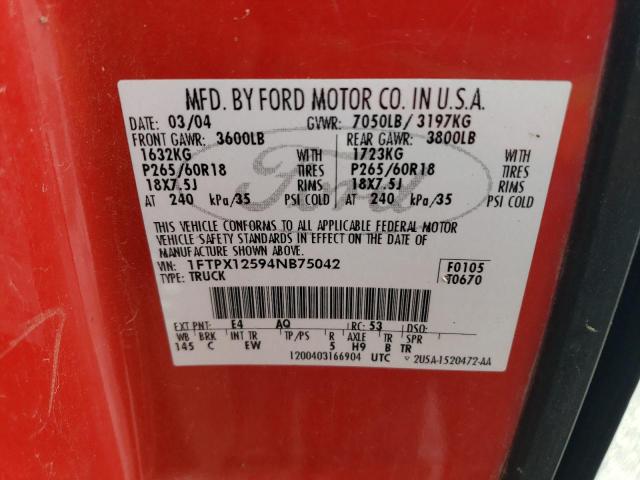 MFD. BY FORD MOTOR CO. IN U.S.A.
DATE: 03/04 GVWR: 7050LB/ 3197KG
FRONT GAWR: 3600LB REAR GAWR: 3800LB
1632KG WITH 1723KG WITH
P265/60R18 TIRES P265/60R18 TIRES
18X7.5J RIMS 18X7.5J RIMS
AT 240 kPa/35 PSI COLD AT 240 kPa/35 PSI COLD
THIS VEHICLE CONFORMS TO ALL APPLICABLE FEDERAL MOTOR
VEHICLE SAFETY STANDARDS IN EFFECT ON THE DATE OF
MANUFACTURE SHOWN ABOVE.
VIN: 1FTPX12594NB75042 F0105
TYPE: TRUCK T0670
EXT PNT: E4 AQ RC: 53 DSO:
WB BRK INT TR TP/PS R AXLE TR SPR
145 C EW 5 H9 B TR
1200403166904 UTC 2U5A-1520472-AA
Ford